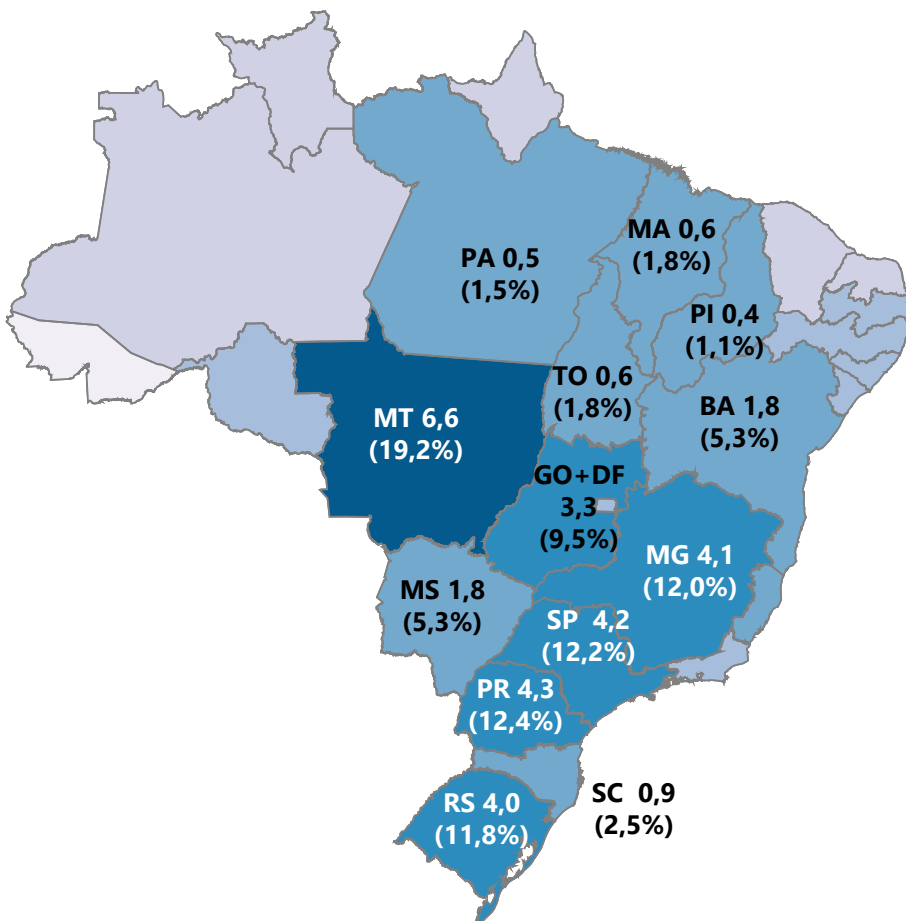 MA 0,6
(1,8%)
PA 0,5
(1,5%)
PI 0,4
(1,1%)
TO 0,6
(1,8%)
BA 1,8
(5,3%)
MT 6,6
(19,2%)
GO+DF
3,3
(9,5%)
MG 4,1
(12,0%)
MS 1,8
(5,3%)
SP 4,2
(12,2%)
PR 4,3
(12,4%)
SC 0,9
(2,5%)
RS 4,0
(11,8%)